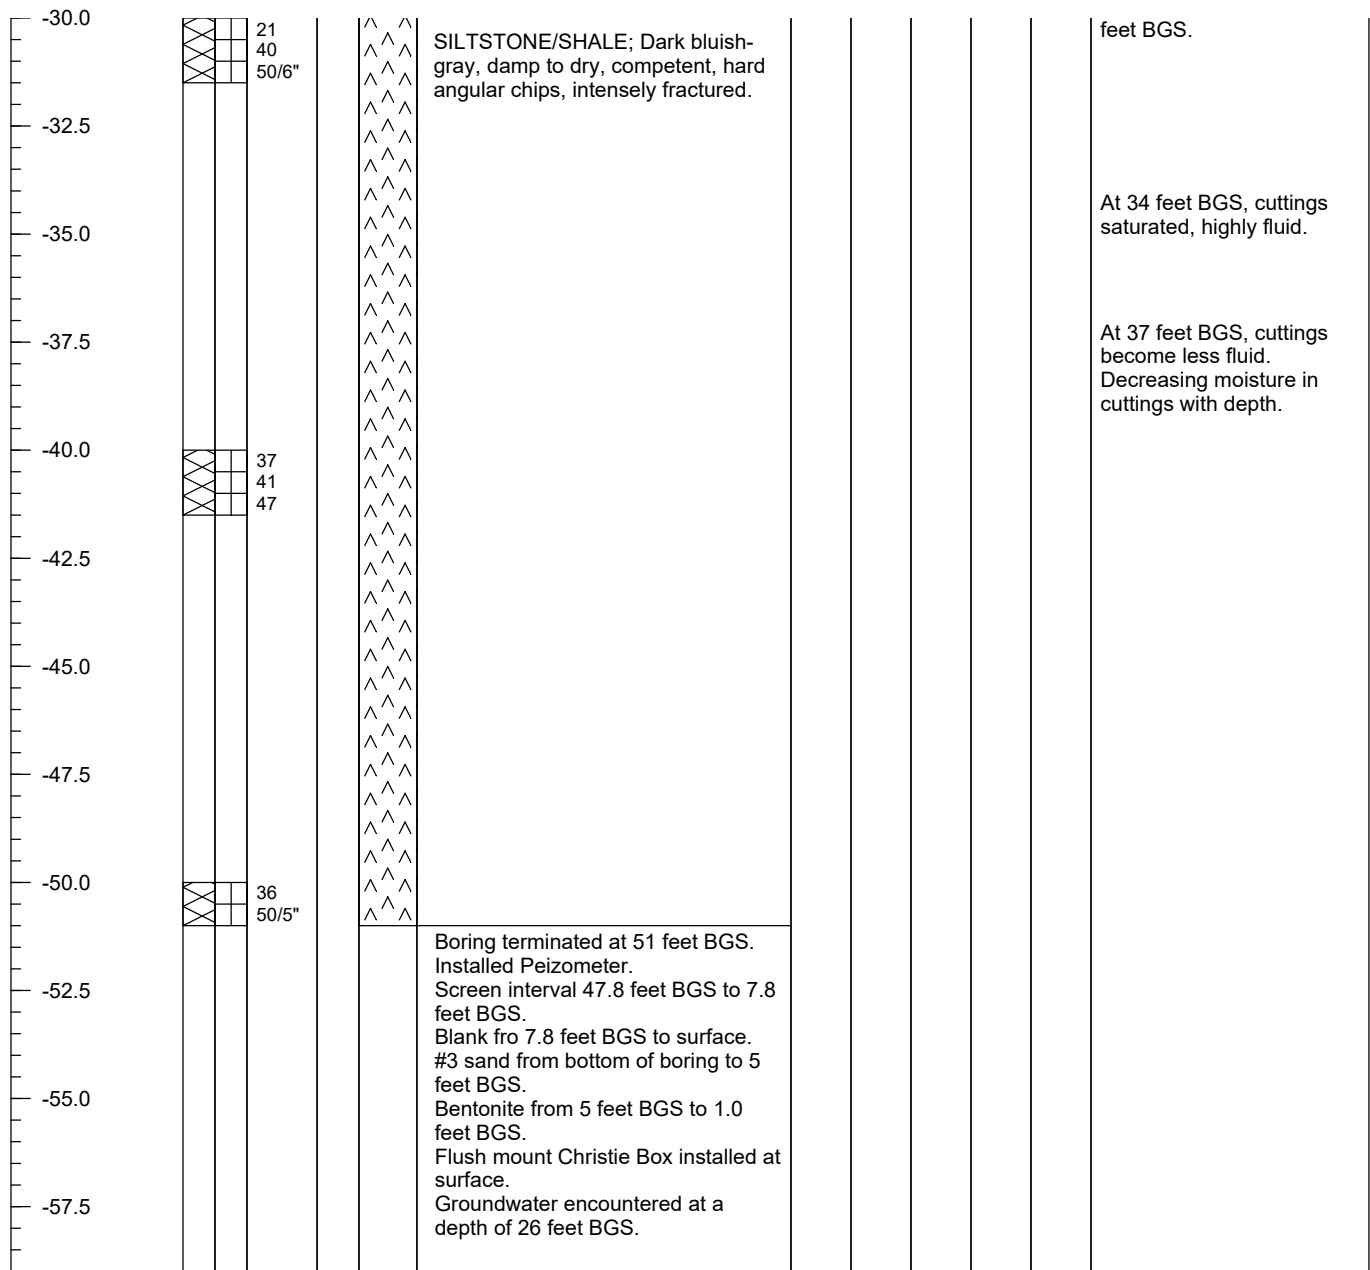 -30.0
21
40
50/6"
SILTSTONE/SHALE; Dark bluish-
gray, damp to dry, competent, hard
angular chips, intensely fractured.
feet BGS.
-32.5
At 34 feet BGS, cuttings
saturated, highly fluid.
-35.0
At 37 feet BGS, cuttings
become less fluid.
Decreasing moisture in
cuttings with depth.
-37.5
-40.0
37
41
47
-42.5
-45.0
-47.5
-50.0
36
50/5"
Boring terminated at 51 feet BGS.
Installed Peizometer.
Screen interval 47.8 feet BGS to 7.8
feet BGS.
Blank fro 7.8 feet BGS to surface.
#3 sand from bottom of boring to 5
feet BGS.
Bentonite from 5 feet BGS to 1.0
feet BGS.
Flush mount Christie Box installed at
surface.
Groundwater encountered at a
depth of 26 feet BGS.
-52.5
-55.0
-57.5